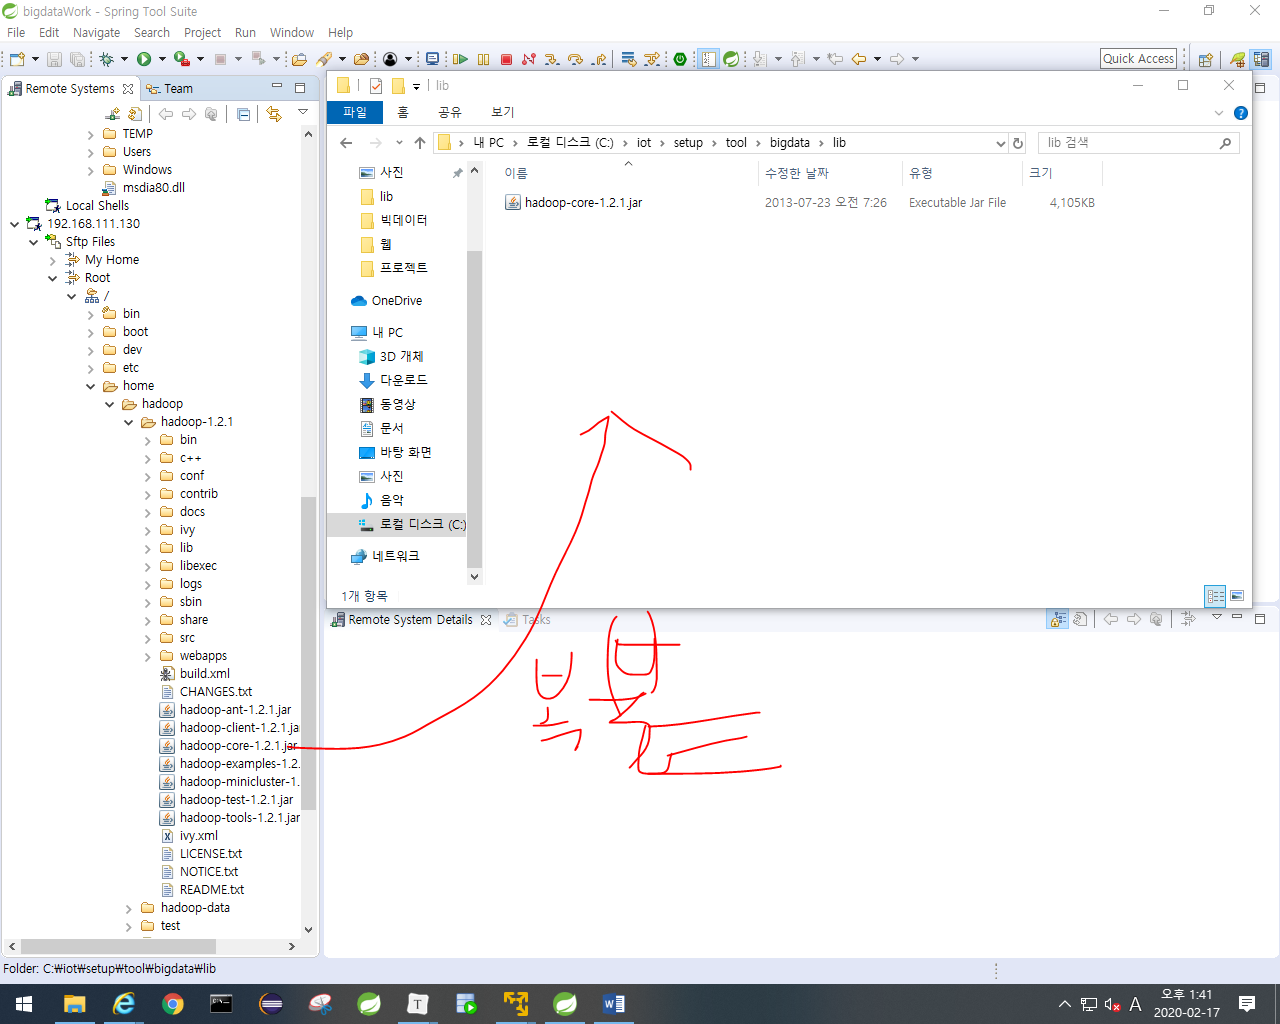 bigdataWork - Spring Tool Suite
File Edit Navigate Search Project Run Window Help
Quick Access
Remote Systems
Team
TEMP
Users
Windows
msdia80.dll
Local Shells
192.168.111.130
Sftp Files
My Home
Root
/
bin
boot
dev
etc
home
hadoop
hadoop-1.2.1
bin
c++
conf
contrib
docs
ivy
lib
libexec
logs
sbin
share
src
webapps
build.xml
CHANGES.txt
hadoop-ant-1.2.1.jar
hadoop-client-1.2.1.ja
hadoop-core-1.2.1.jar
hadoop-examples-1.2.
hadoop-minicluster-1.
hadoop-test-1.2.1.jar
hadoop-tools-1.2.1.jar
ivy.xml
LICENSE.txt
NOTICE.txt
README.txt
hadoop-data
test
Folder: C:₩iot₩setup₩tool₩bigdata₩lib
lib
파일 홈 공유 보기
내 PC > 로컬 디스크 (C:) > iot > setup > tool > bigdata > lib
lib 검색
사진
lib
빅데이터
웹
프로젝트
OneDrive
내 PC
3D 개체
다운로드
동영상
문서
바탕 화면
사진
음악
로컬 디스크 (C:)
네트워크
이름 수정한 날짜 유형 크기
hadoop-core-1.2.1.jar 2013-07-23 오전 7:26 Executable Jar File 4,105KB
1개 항목
Remote System Details
Tasks
A
오후 1:41
2020-02-17